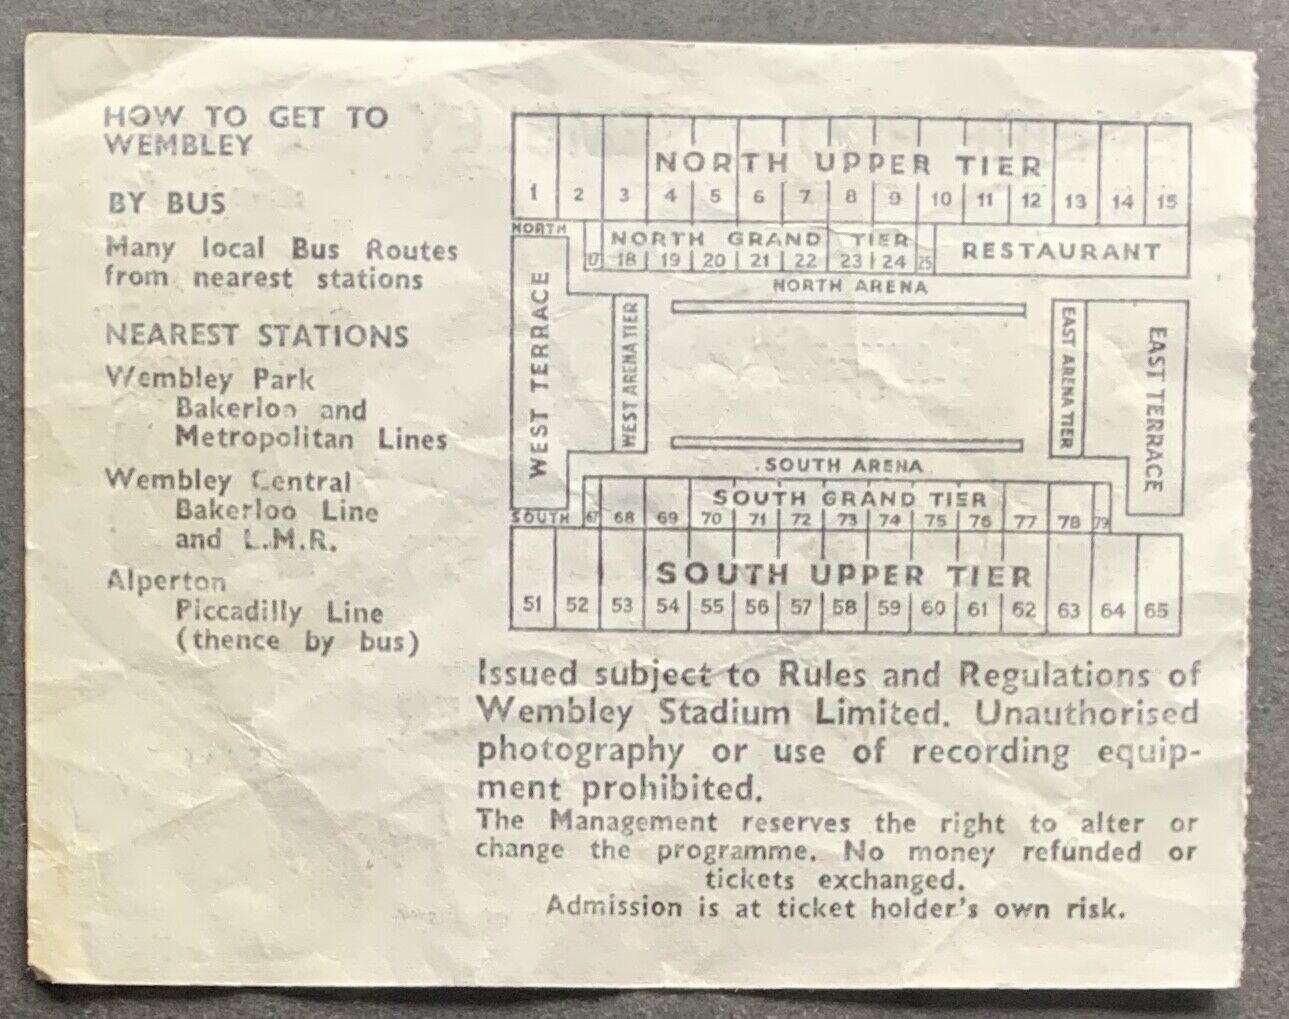 HOW TO GET TO
WEMBLEY
BY BUS
Many local Bus Routes
from nearest stations
NEAREST STATIONS
Wembley Park
Bakerloo and
Metropolitan Lines
Wembley Central
Bakerloo Line
and L.M.R.
Alperton
Piccadilly Line
(thence by bus)
NORTH UPPER TIER
1 2 3 4 5 6 7 8 9 10 11 12 13 14 15
NORTH
NORTH GRAND TIER
17 18 19 20 21 22 23 24 25
RESTAURANT
NORTH ARENA
WEST TERRACE
WEST ARENA TIER
EAST ARENA TIER
EAST TERRACE
SOUTH ARENA
SOUTH GRAND TIER
SOUTH
67 68 69 70 71 72 73 74 75 76 77 78 79
SOUTH UPPER TIER
51 52 53 54 55 56 57 58 59 60 61 62 63 64 65
Issued subject to Rules and Regulations of
Wembley Stadium Limited. Unauthorised
photography or use of recording equip-
ment prohibited.
The Management reserves the right to alter or
change the programme. No money refunded or
tickets exchanged.
Admission is at ticket holder's own risk.